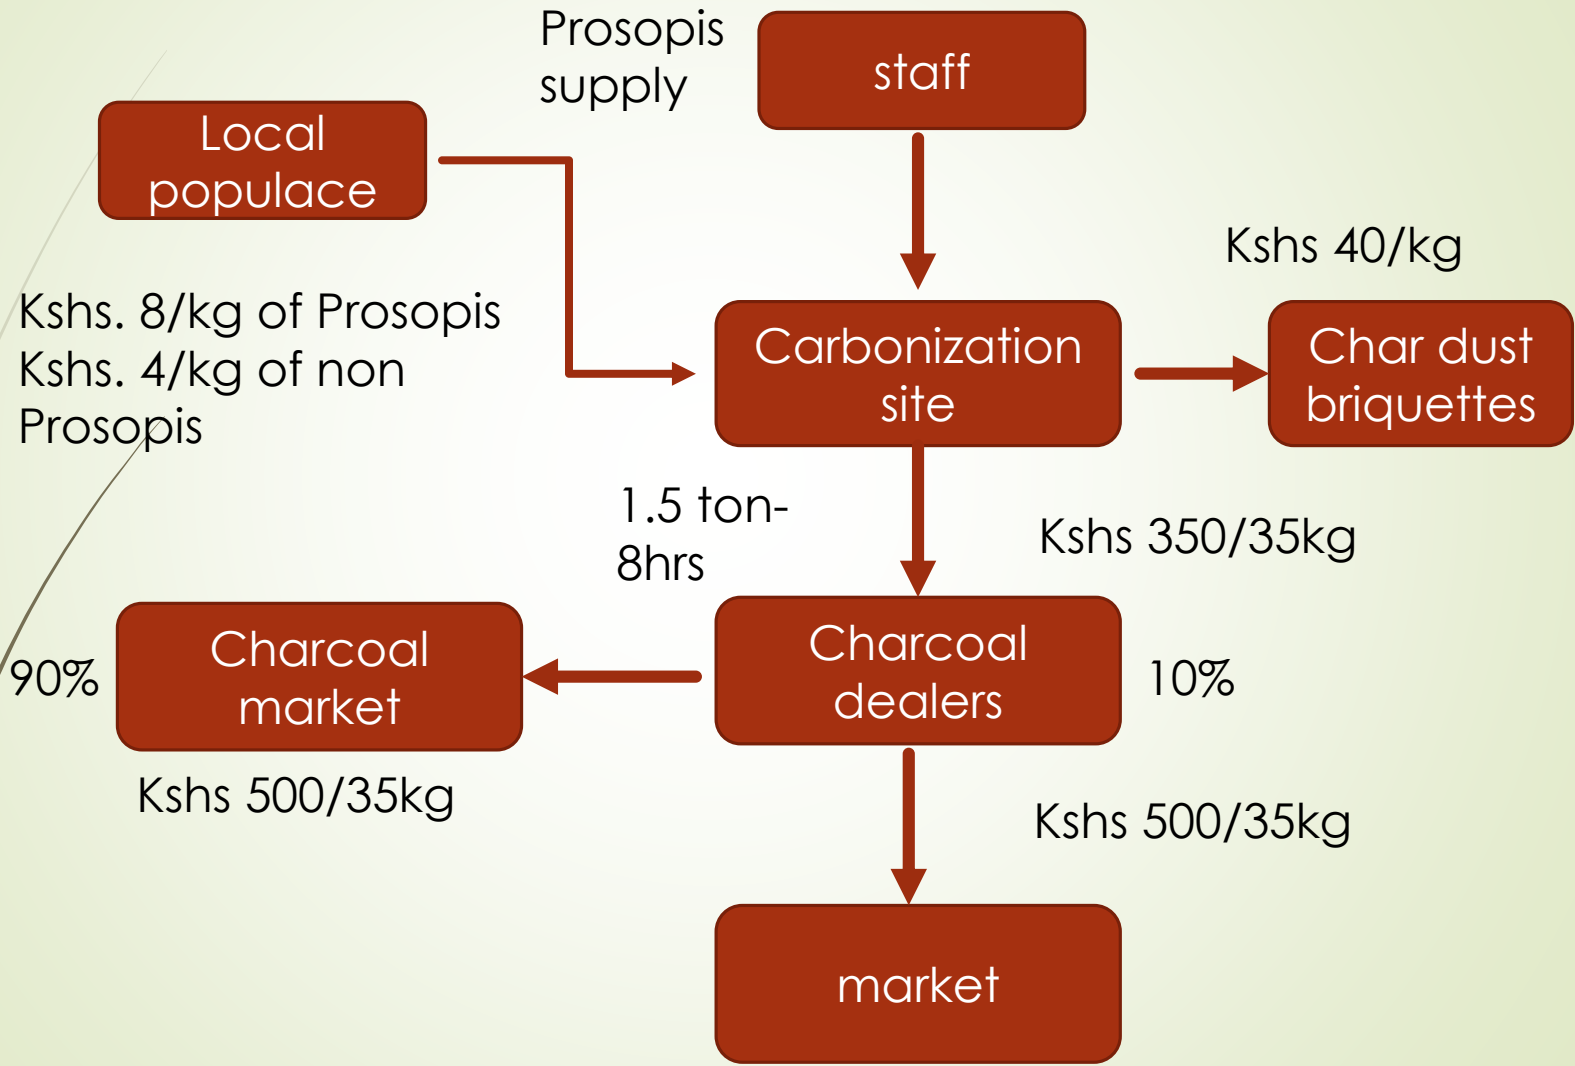 Prosopis
supply
staff
Local
populace
Kshs 40/kg
Kshs. 8/kg of Prosopis
Kshs. 4/kg of non
Prosopis
Carbonization
site
Char dust
briquettes
1.5 ton-
8hrs
Kshs 350/35kg
90%
Charcoal
market
Charcoal
dealers
10%
Kshs 500/35kg
Kshs 500/35kg
market